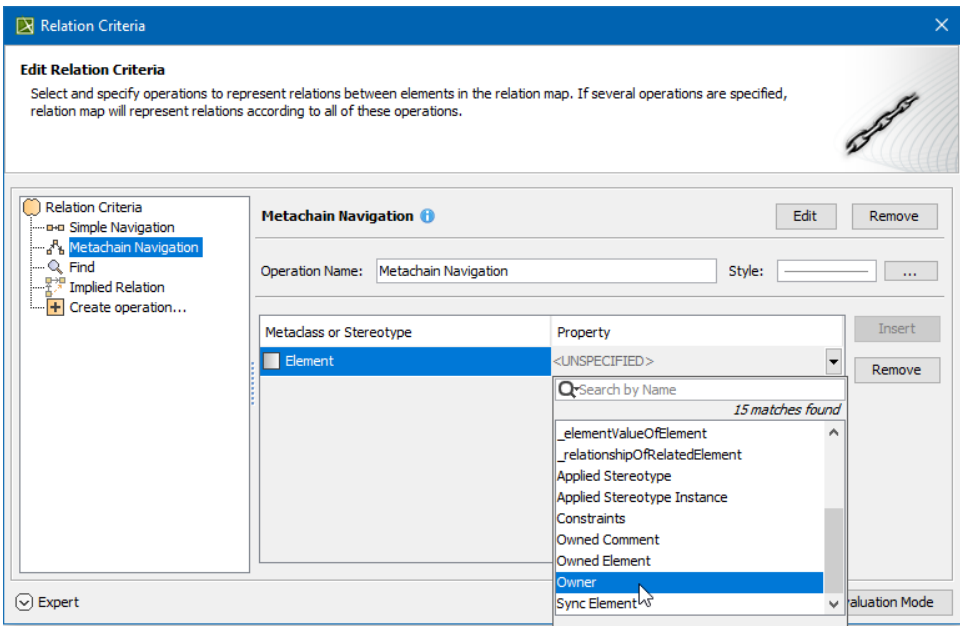 Relation Criteria
Edit Relation Criteria
Select and specify operations to represent relations between elements in the relation map. If several operations are specified,
relation map will represent relations according to all of these operations.
Relation Criteria
Simple Navigation
Metachain Navigation
Find
Implied Relation
Create operation...
Metachain Navigation
Edit
Remove
Operation Name:
Metachain Navigation
Style:
...
Metaclass or Stereotype
Property
Insert
Element
<UNSPECIFIED>
Remove
Search by Name
15 matches found
_elementValueOfElement
_relationshipOfRelatedElement
Applied Stereotype
Applied Stereotype Instance
Constraints
Owned Comment
Owned Element
Owner
Sync Element
Expert
valuation Mode